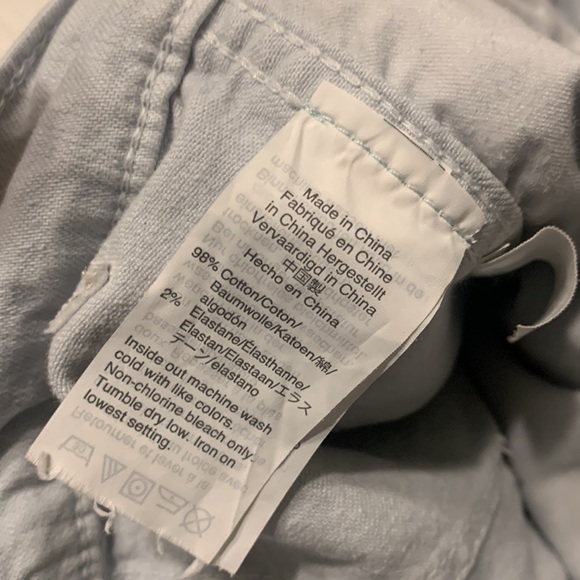 Made in China
Fabriqué en Chine
in China Hergestellt
Vervaardigd in China
中国製
Hecho en China
98% Cotton/Coton/
Baumwolle/Katoen/綿/
algodón
2% Elastane/Élasthanne/
Elastan/Elastaan/エラス
テーン/elastano
Inside out machine wash
cold with like colors.
Non-chlorine bleach only.
Tumble dry low. Iron on
lowest setting.